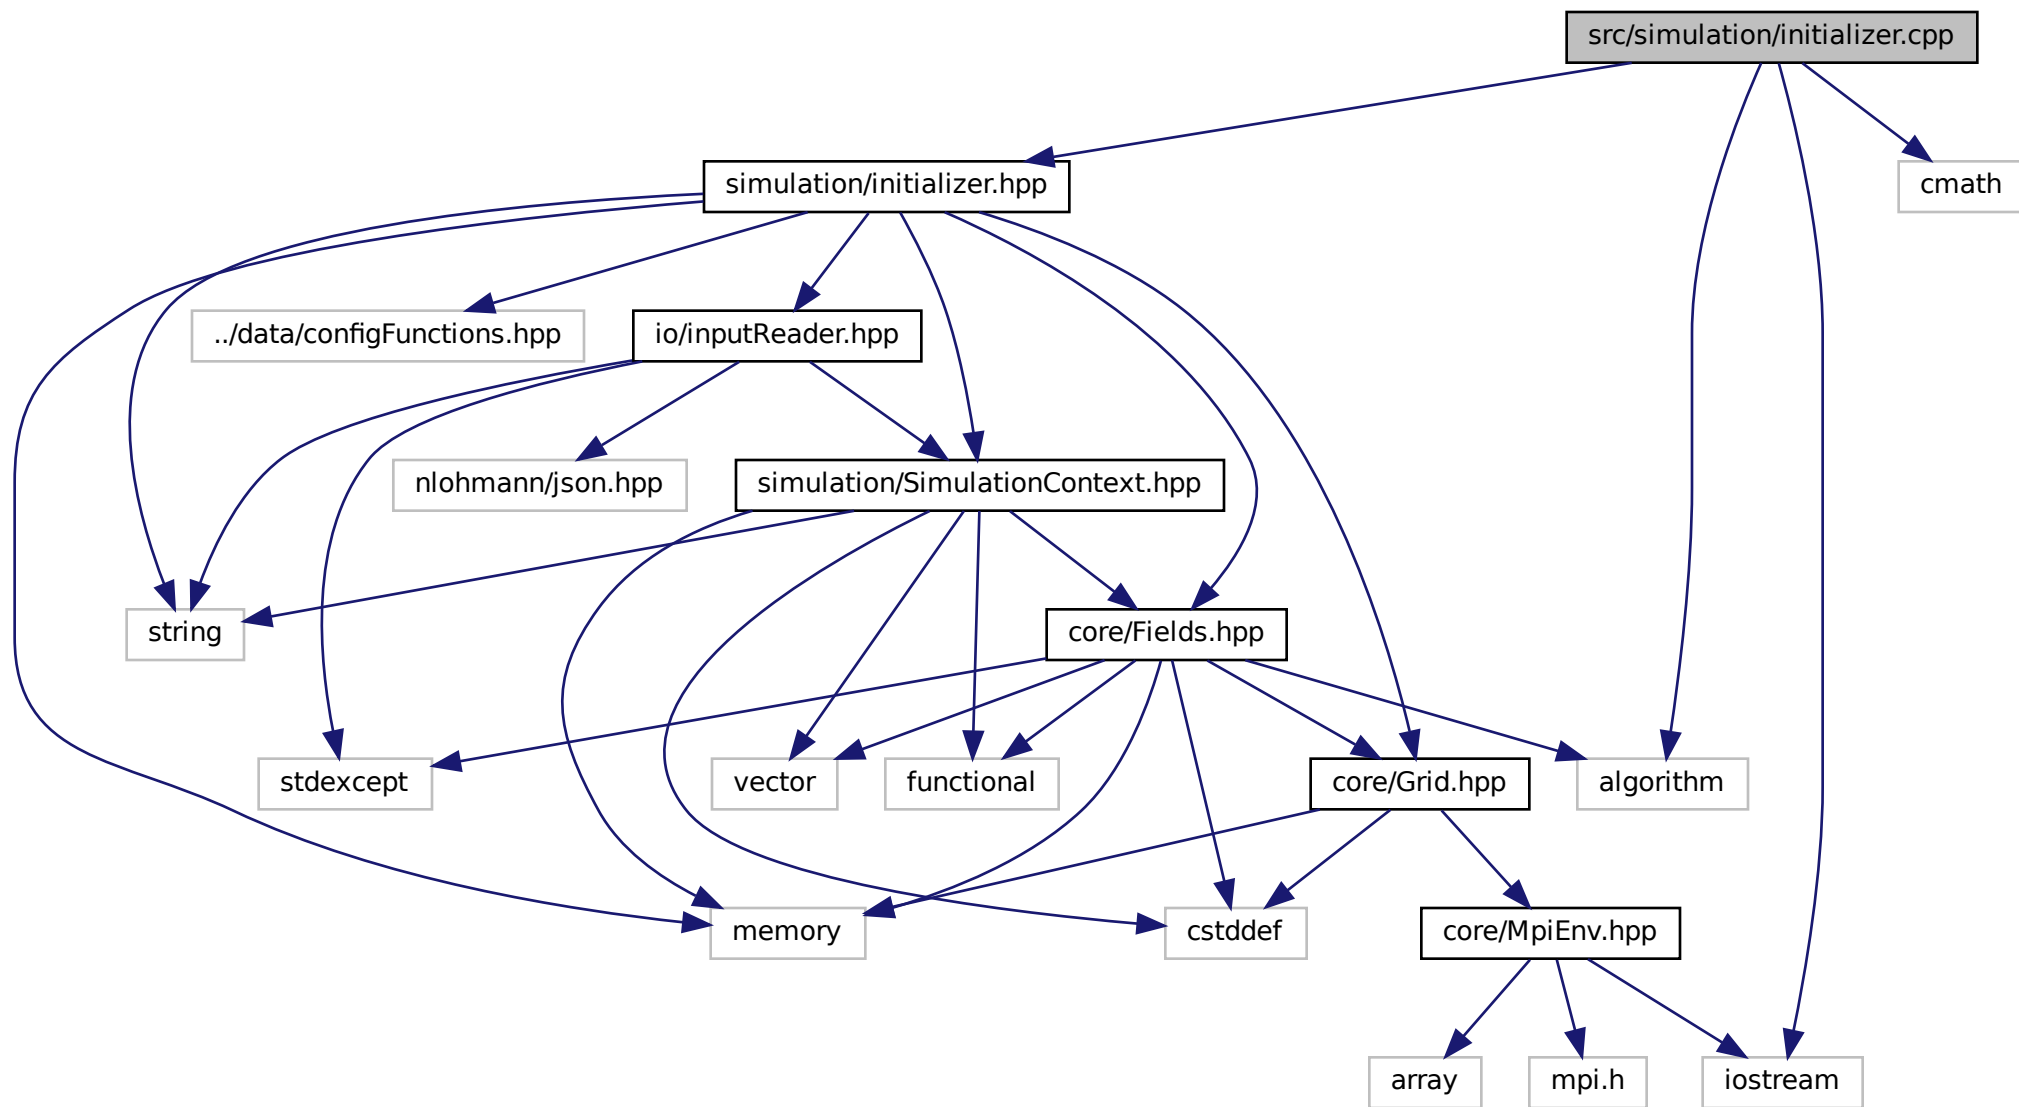 src/simulation/initializer.cpp
simulation/initializer.hpp
cmath
../data/configFunctions.hpp
io/inputReader.hpp
nlohmann/json.hpp
simulation/SimulationContext.hpp
string
core/Fields.hpp
stdexcept
vector
functional
core/Grid.hpp
algorithm
memory
cstddef
core/MpiEnv.hpp
array
mpi.h
iostream